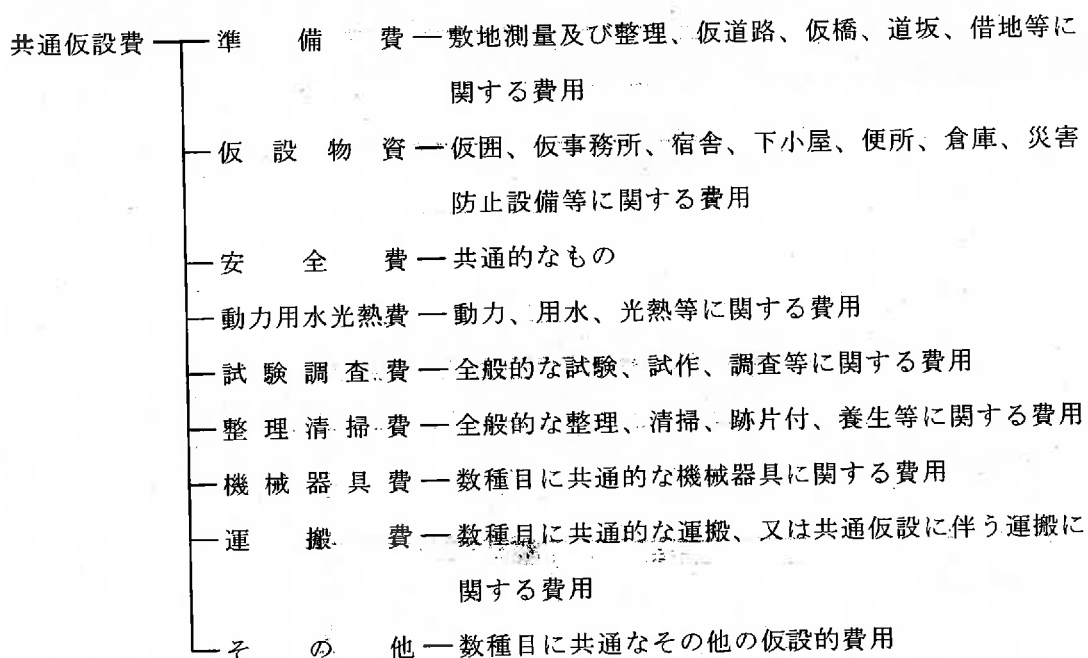 共通仮設費 準備費 敷地測量及び整理、仮道路、仮橋、道坂、借地等に
関する費用
仮設物資 仮囲、仮事務所、宿舎、下小屋、便所、倉庫、災害
防止設備等に関する費用
安全費 共通的なもの
動力用水光熱費 動力、用水、光熱等に関する費用
試験調査費 全般的な試験、試作、調査等に関する費用
整理清掃費 全般的な整理、清掃、跡片付、養生等に関する費用
機械器具費 数種目に共通的な機械器具に関する費用
運搬費 数種目に共通的な運搬、又は共通仮設に伴う運搬に
関する費用
その他 数種目に共通なその他の仮設的費用